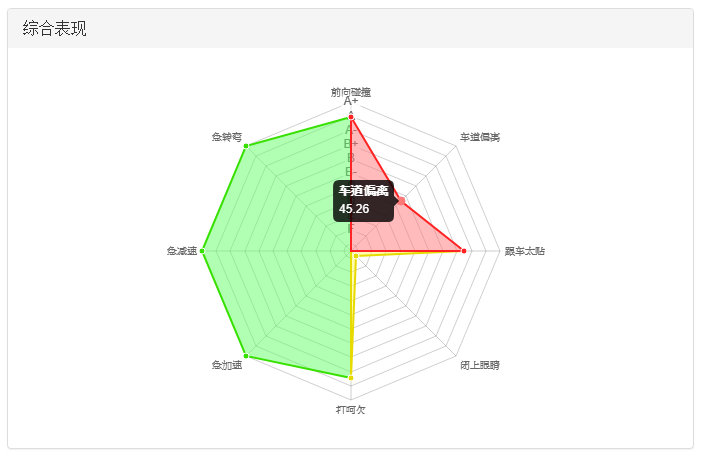 综合表现
前向碰撞
A+
A-
B+
B
B-
F
急转弯
车道偏离
车道偏离
45.26
急减速
跟车太贴
急加速
闭上眼睛
打呵欠